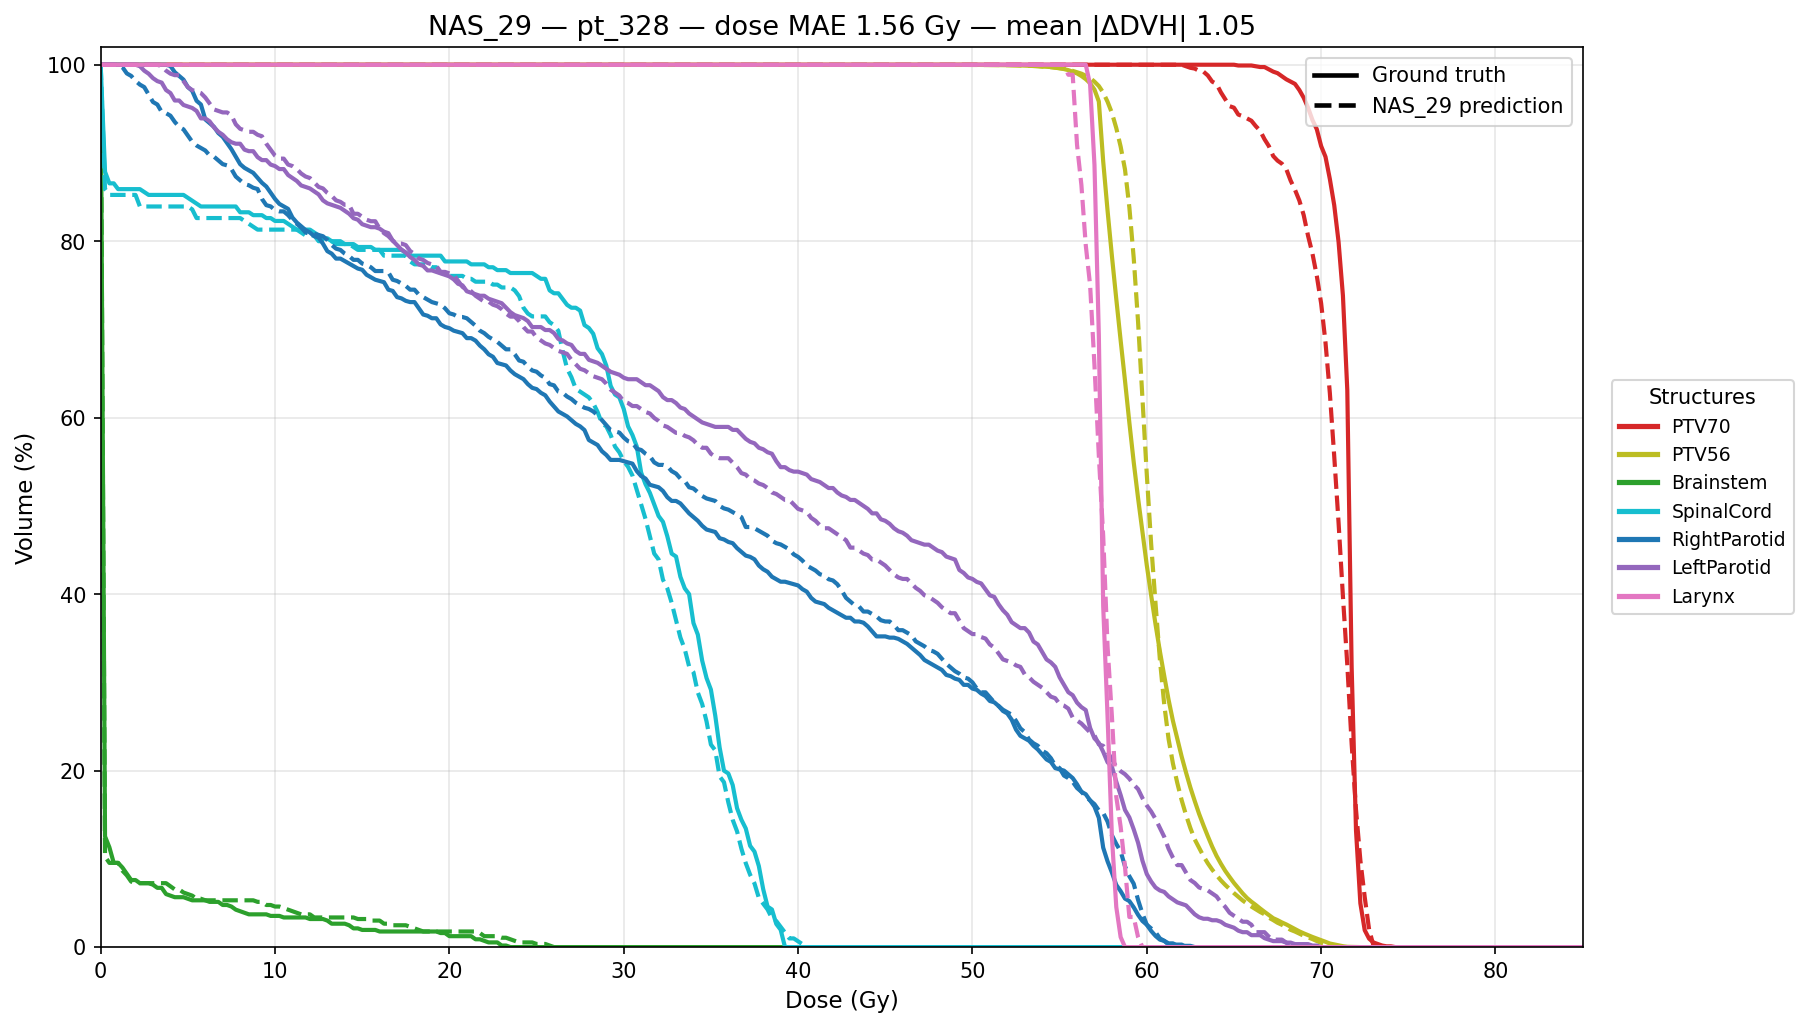 NAS_29 — pt_328 — dose MAE 1.56 Gy — mean |ΔDVH| 1.05
Ground truth
NAS_29 prediction
Volume (%)
100
80
60
40
20
0
0 10 20 30 40 50 60 70 80
Dose (Gy)
Structures
PTV70
PTV56
Brainstem
SpinalCord
RightParotid
LeftParotid
Larynx